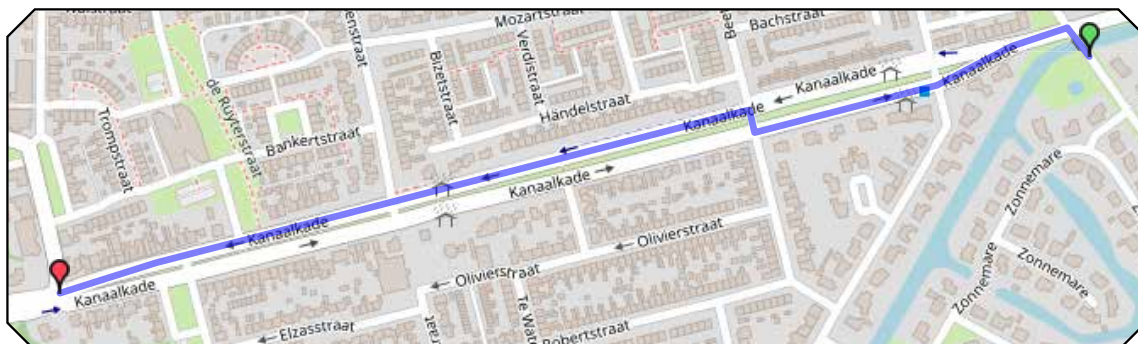 Mozartstraat
Bachstraat
Bizetstraat
Verdistraat
Kanaalkade
de Ruyterstraat
Händelstraat
Kanaalkade
Trompstraat
Bankertstraat
Kanaalkade
Kanaalkade
Zonnemare
Kanaalkade
Olivierstraat
Kanaalkade
Olivierstraat
Zonnemare
Zonnemare
Elzasstraat